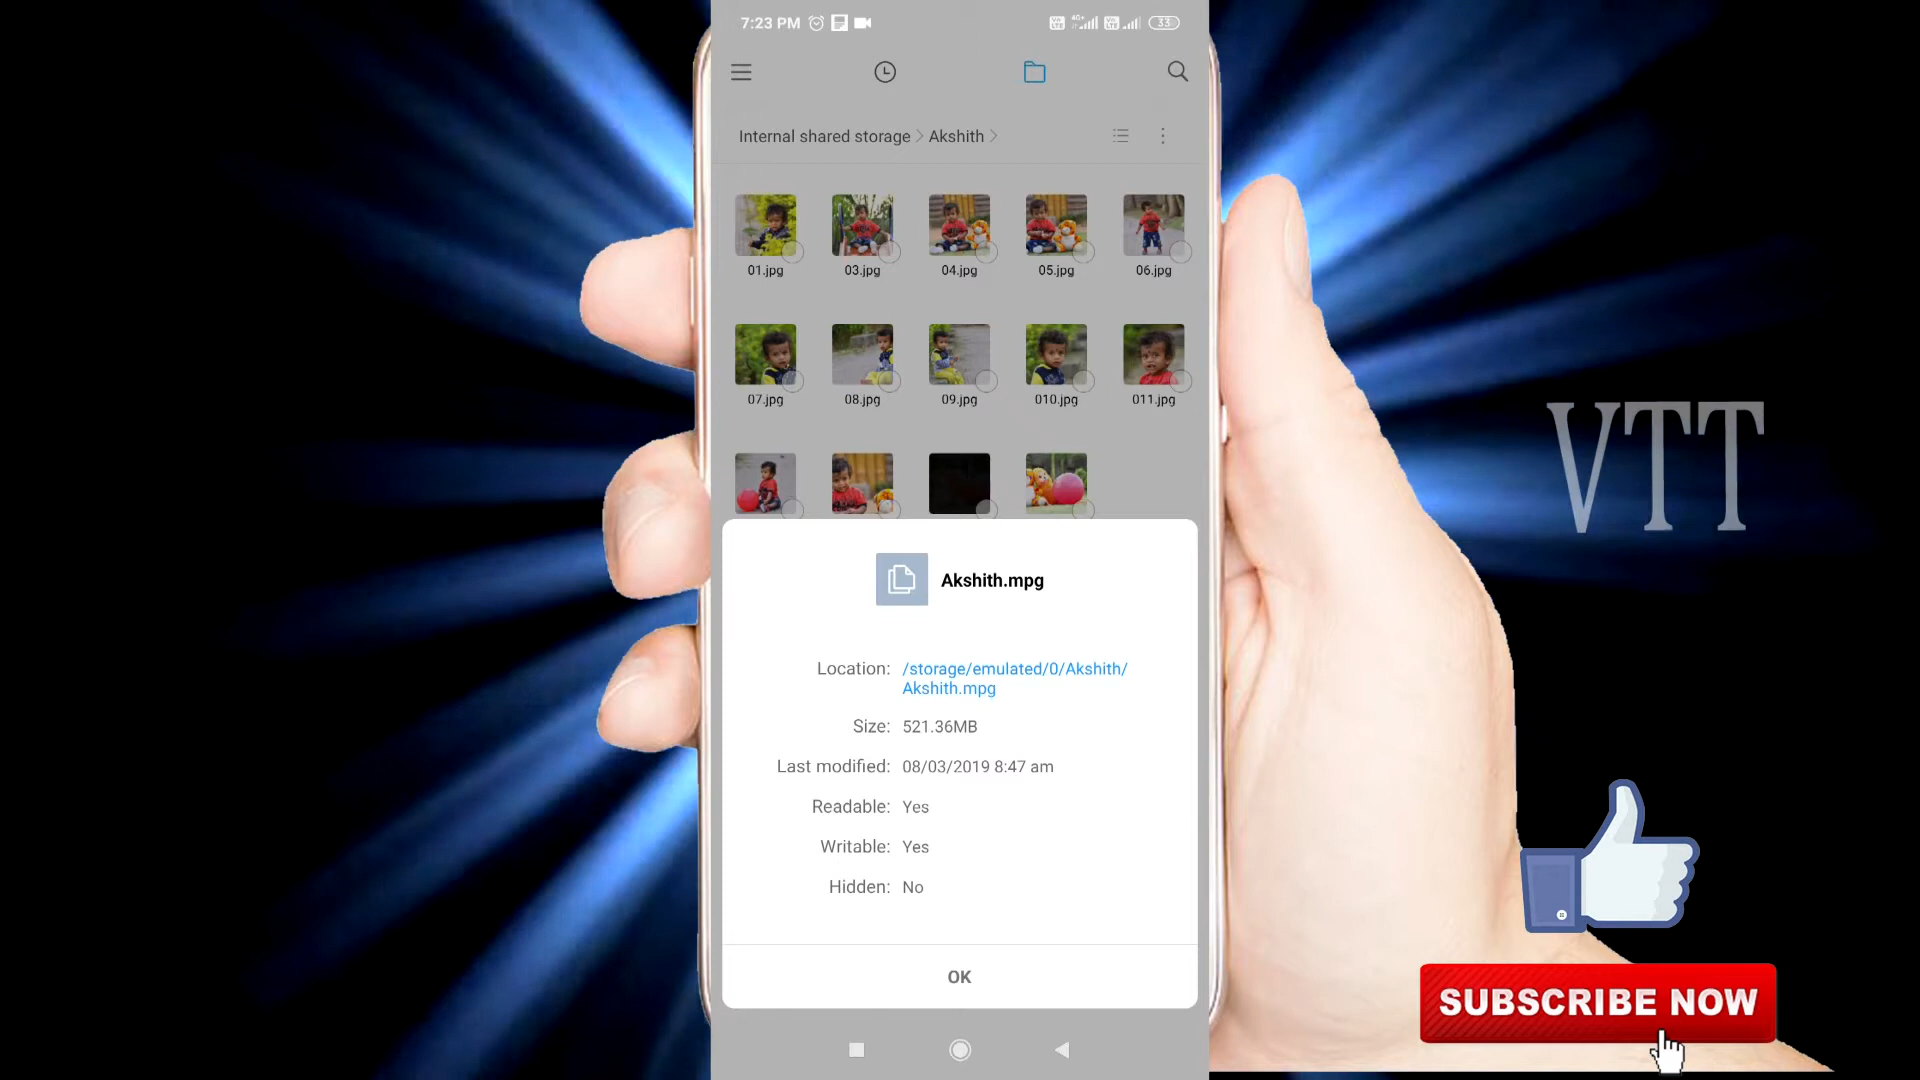 7:23 PM
33
Internal shared storage > Akshith >
01.jpg 03.jpg 04.jpg 05.jpg 06.jpg
07.jpg 08.jpg 09.jpg 010.jpg 011.jpg
VTT
Akshith.mpg
Location: /storage/emulated/0/Akshith/
Akshith.mpg
Size: 521.36MB
Last modified: 08/03/2019 8:47 am
Readable: Yes
Writable: Yes
Hidden: No
OK
SUBSCRIBE NOW